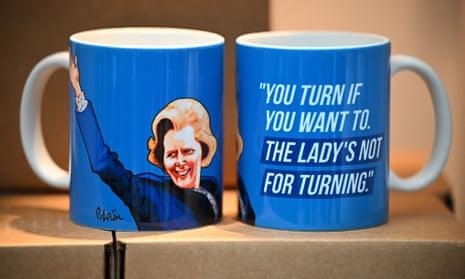 "YOU TURN IF
YOU WANT TO.
THE LADY'S NOT
FOR TURNING."